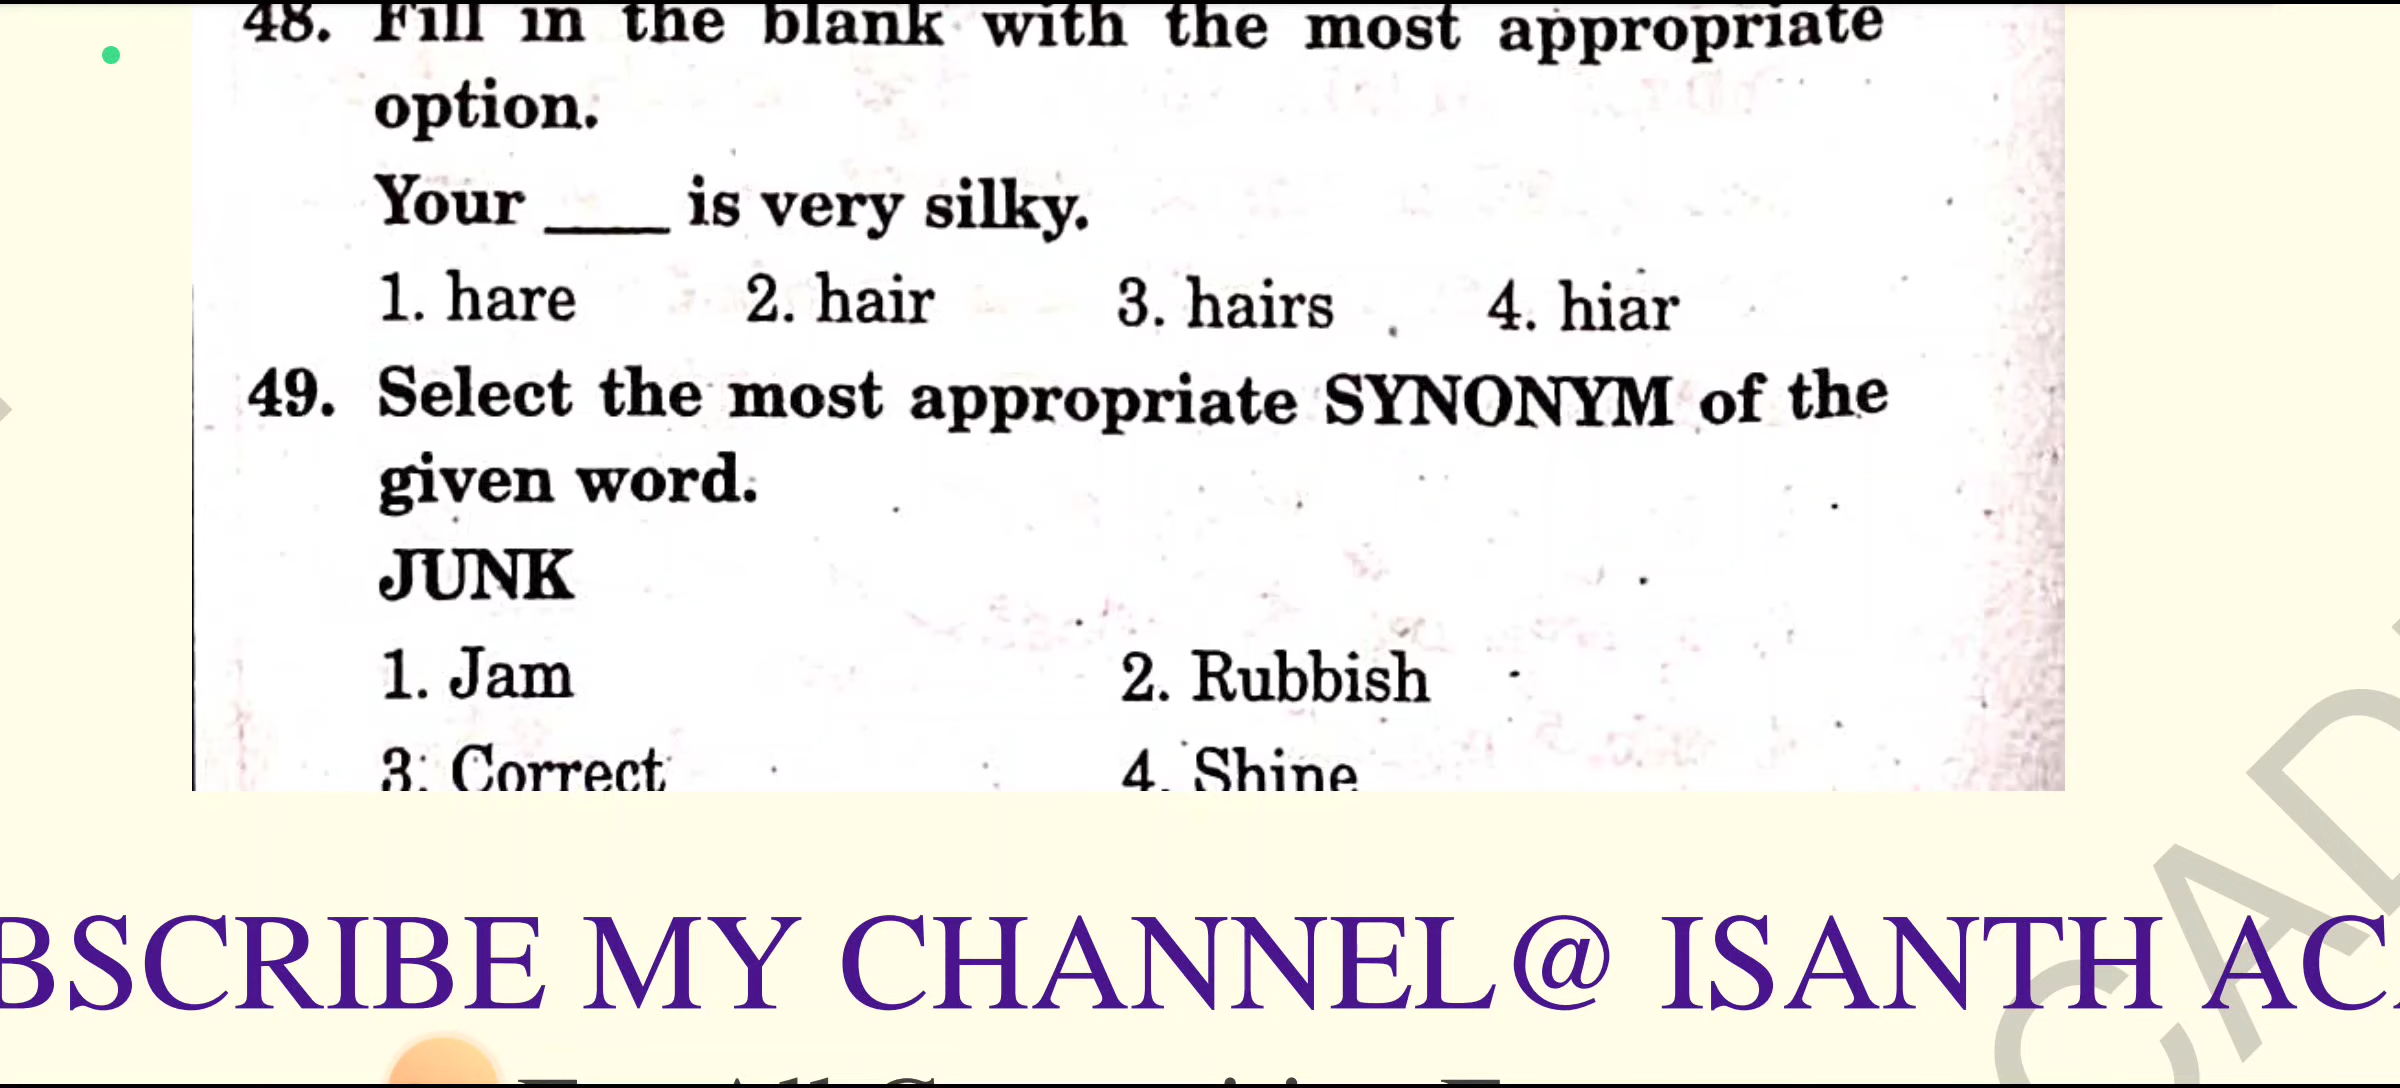 48. Fill in the blank with the most appropriate
option.
Your ____ is very silky.
1. hare 2. hair 3. hairs 4. hiar
49. Select the most appropriate SYNONYM of the
given word.
JUNK
1. Jam 2. Rubbish
3. Correct 4. Shine
BSCRIBE MY CHANNEL@ ISANTH AC
CAD